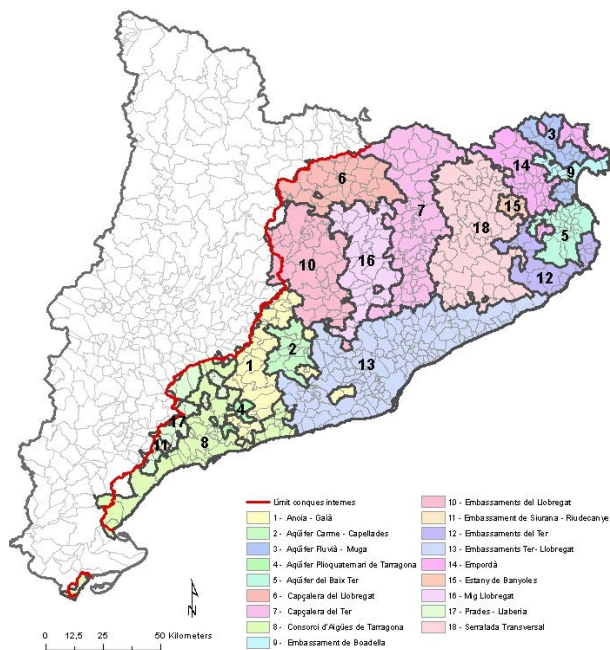 3
14
9
6
15
7
18
5
10
16
12
2
13
1
4
17
8
11
Límit conques internes
1 - Anoia - Gaià
2 - Aqüífer Carme - Capellades
3 - Aqüífer Fluvià - Muga
4 - Aqüífer Plioquaternari de Tarragona
5 - Aqüífer del Baix Ter
6 - Capçalera del Llobregat
7 - Capçalera del Ter
8 - Consorci d'Aigües de Tarragona
9 - Embassament de Boadella
10 - Embassaments del Llobregat
11 - Embassament de Siurana - Riudecanyes
12 - Embassaments del Ter
13 - Embassaments Ter- Llobregat
14 - Empordà
15 - Estany de Banyoles
16 - Mig Llobregat
17 - Prades - Llaberia
18 - Serralada Transversal
N
0 12,5 25 50 Kilometers